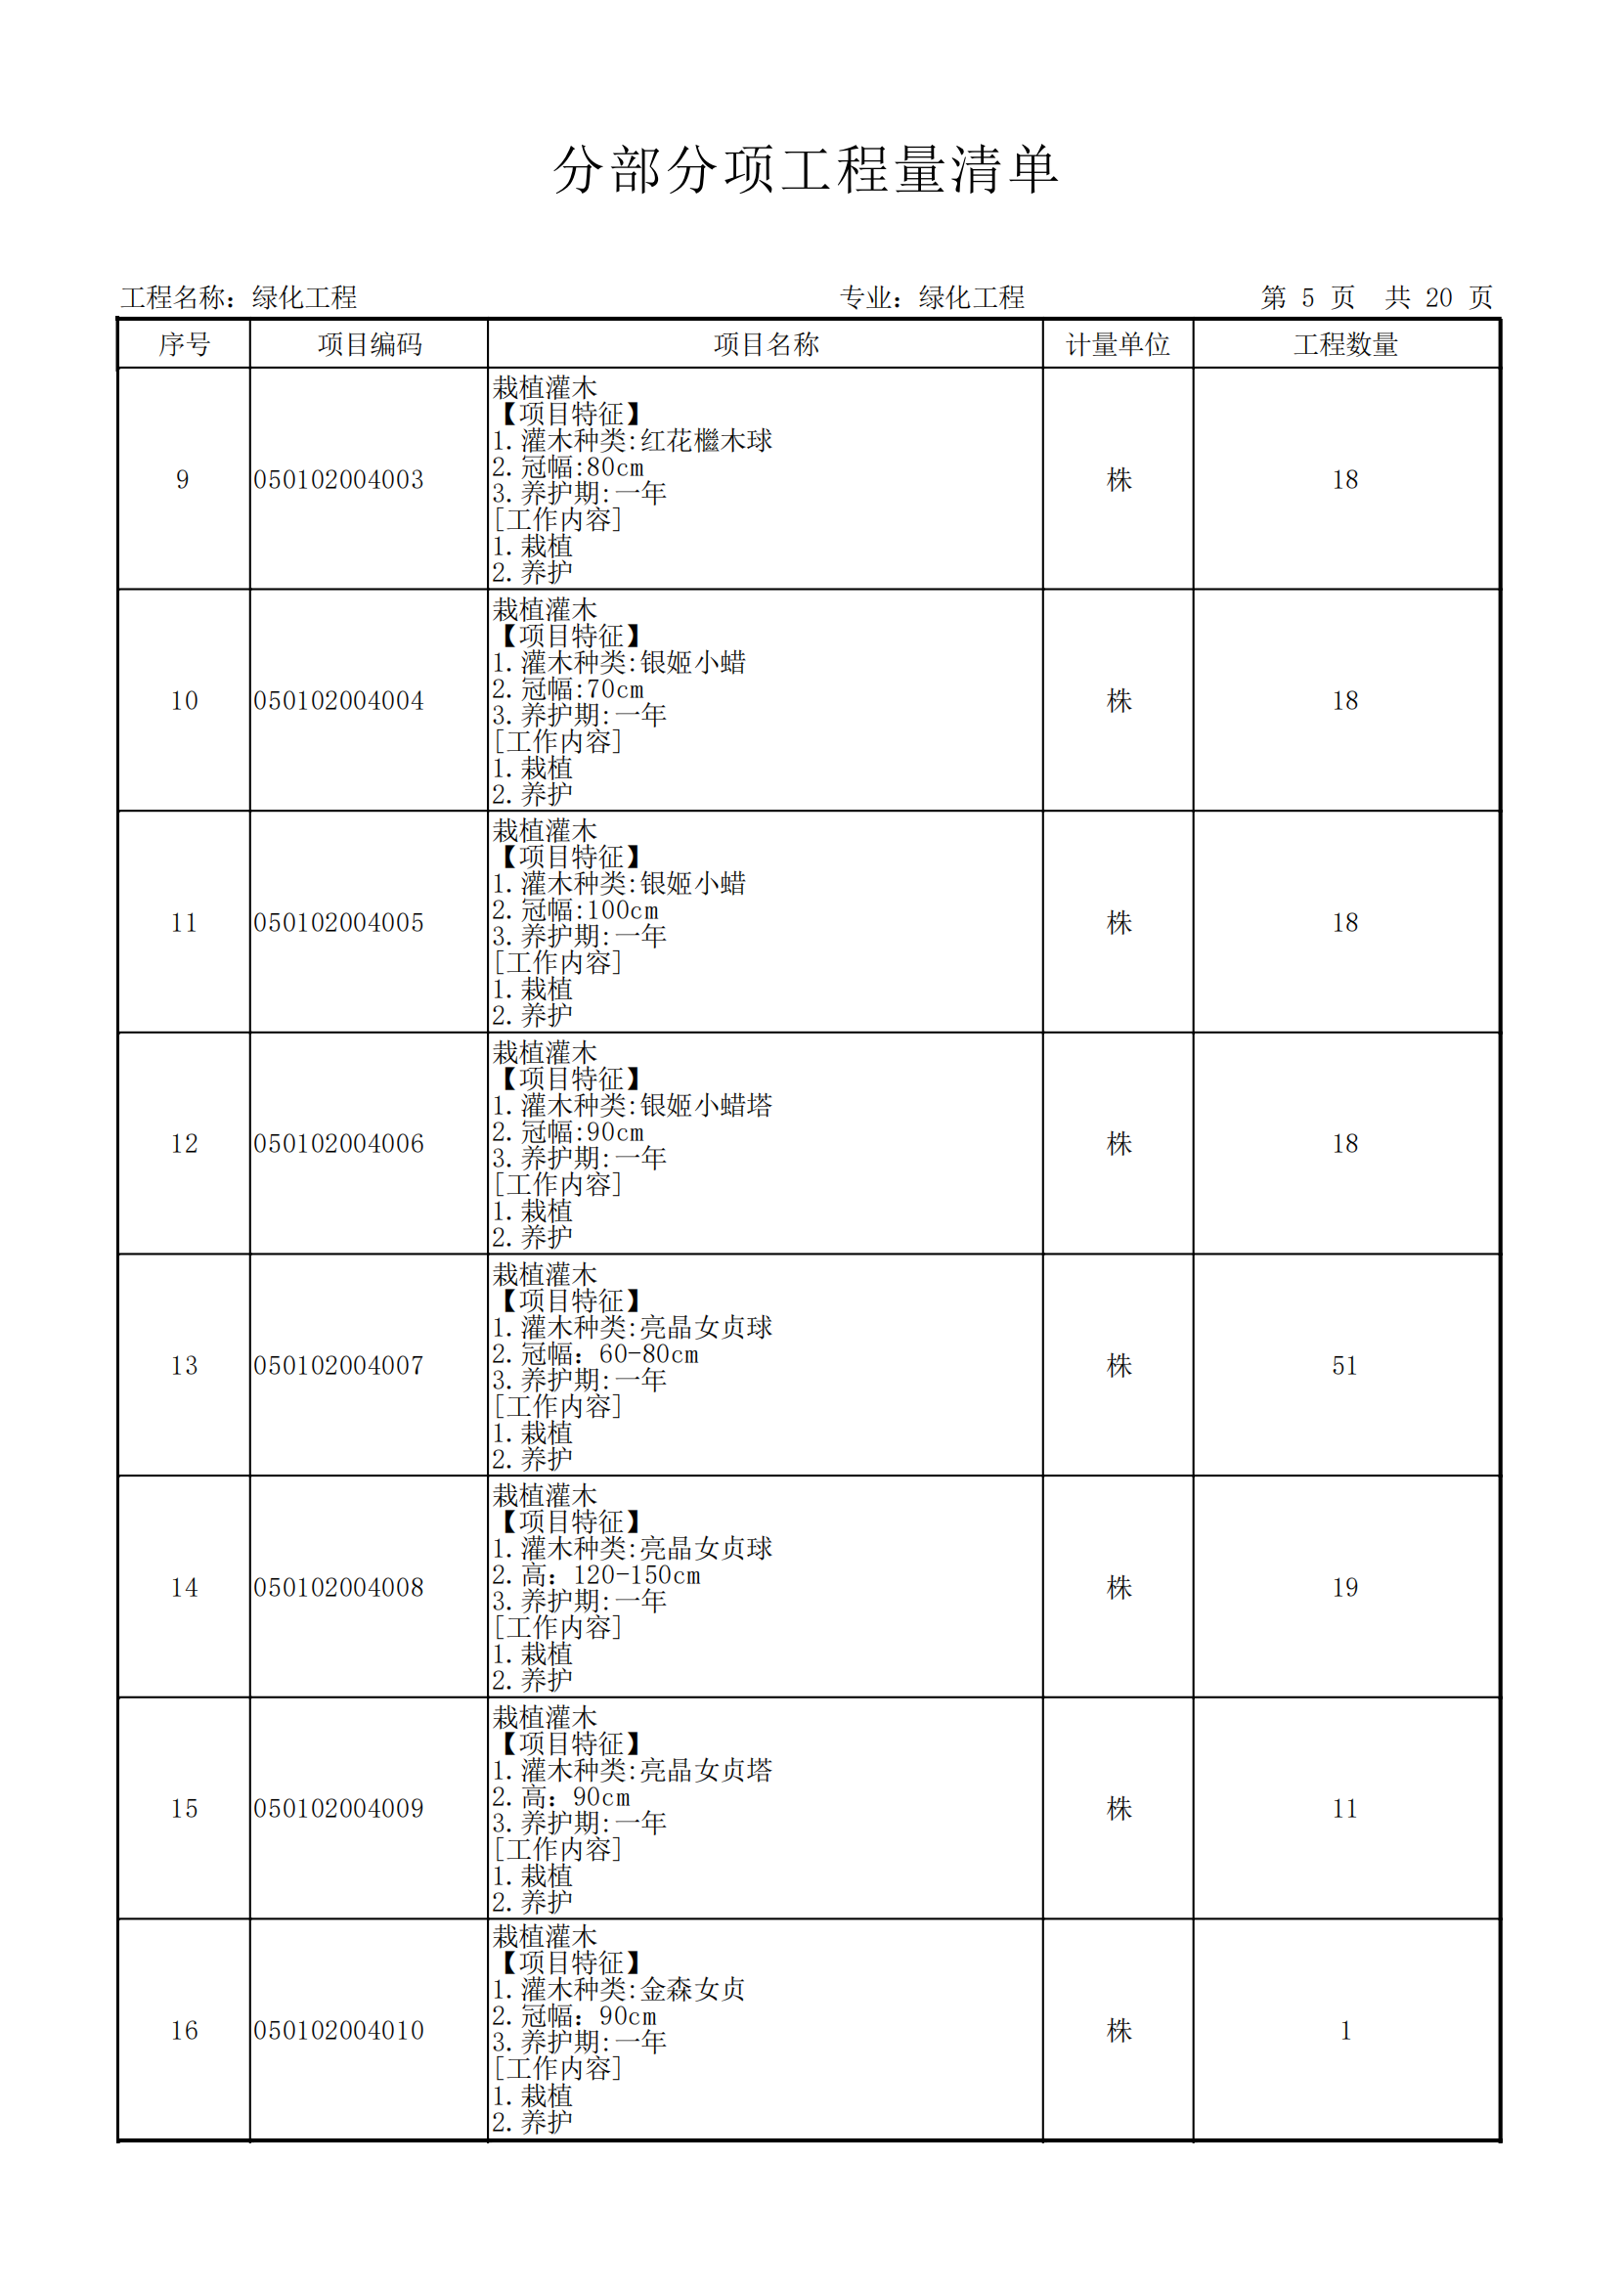 分部分项工程量清单
工程名称：绿化工程 专业：绿化工程 第 5 页 共 20 页
序号 项目编码 项目名称 计量单位 工程数量
栽植灌木
【项目特征】
1.灌木种类:红花檵木球
2.冠幅:80cm
3.养护期:一年
[工作内容]
1.栽植
2.养护
9 050102004003 株 18
栽植灌木
【项目特征】
1.灌木种类:银姬小蜡
2.冠幅:70cm
3.养护期:一年
[工作内容]
1.栽植
2.养护
10 050102004004 株 18
栽植灌木
【项目特征】
1.灌木种类:银姬小蜡
2.冠幅:100cm
3.养护期:一年
[工作内容]
1.栽植
2.养护
11 050102004005 株 18
栽植灌木
【项目特征】
1.灌木种类:银姬小蜡塔
2.冠幅:90cm
3.养护期:一年
[工作内容]
1.栽植
2.养护
12 050102004006 株 18
栽植灌木
【项目特征】
1.灌木种类:亮晶女贞球
2.冠幅：60-80cm
3.养护期:一年
[工作内容]
1.栽植
2.养护
13 050102004007 株 51
栽植灌木
【项目特征】
1.灌木种类:亮晶女贞球
2.高：120-150cm
3.养护期:一年
[工作内容]
1.栽植
2.养护
14 050102004008 株 19
栽植灌木
【项目特征】
1.灌木种类:亮晶女贞塔
2.高：90cm
3.养护期:一年
[工作内容]
1.栽植
2.养护
15 050102004009 株 11
栽植灌木
【项目特征】
1.灌木种类:金森女贞
2.冠幅：90cm
3.养护期:一年
[工作内容]
1.栽植
2.养护
16 050102004010 株 1